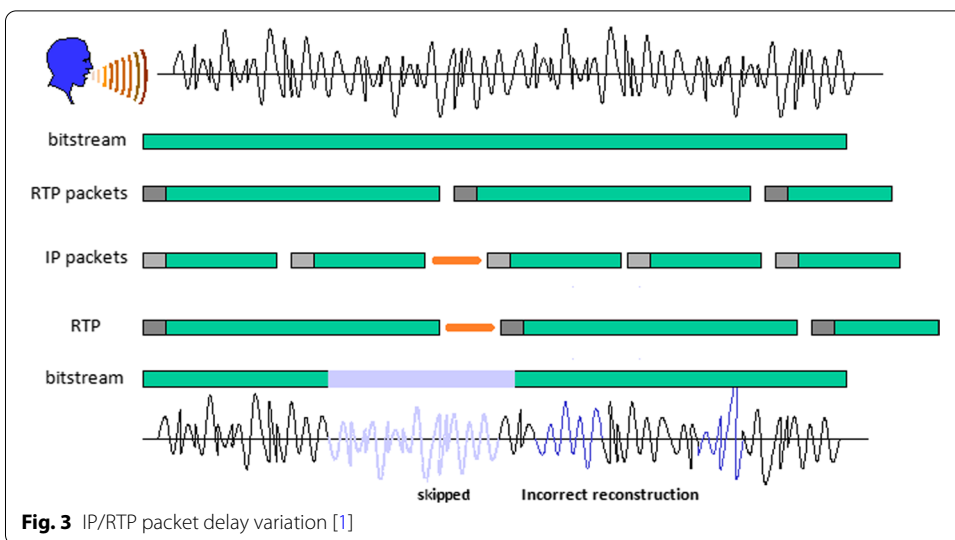 bitstream
RTP packets
IP packets
RTP
bitstream
skipped Incorrect reconstruction
Fig. 3 IP/RTP packet delay variation [1]